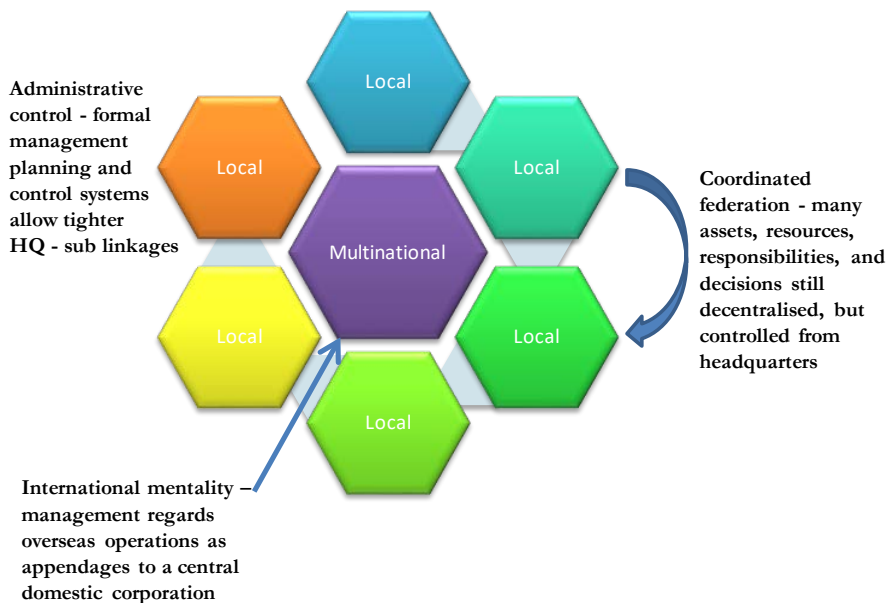 Local
Administrative
control - formal
management
planning and
control systems
allow tighter
HQ - sub linkages
Local
Local
Coordinated
federation - many
assets, resources,
responsibilities, and
decisions still
decentralised, but
controlled from
headquarters
Multinational
Local
Local
Local
International mentality –
management regards
overseas operations as
appendages to a central
domestic corporation